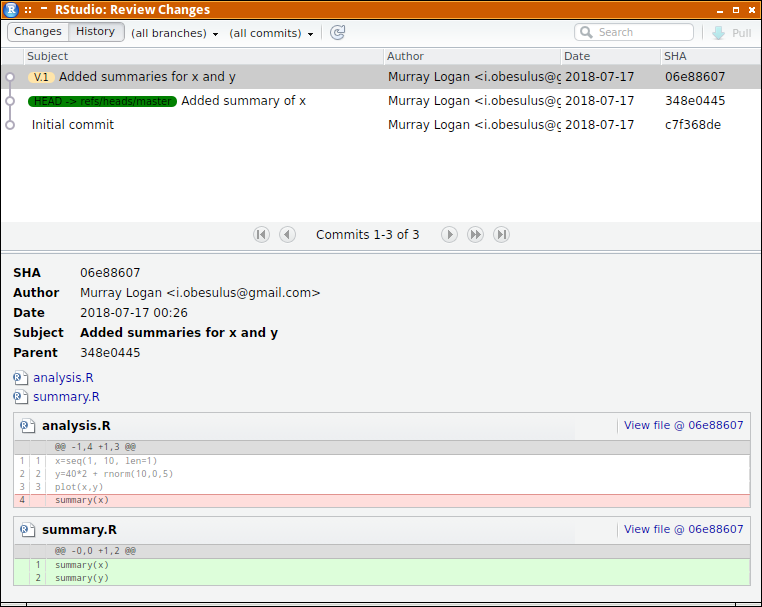 RStudio: Review Changes
Changes History (all branches) (all commits) Search Pull
Subject Author Date SHA
V.1 Added summaries for x and y Murray Logan <i.obesulus@g 2018-07-17 06e88607
HEAD -> refs/heads/master Added summary of x Murray Logan <i.obesulus@g 2018-07-17 348e0445
Initial commit Murray Logan <i.obesulus@g 2018-07-17 c7f368de
Commits 1-3 of 3
SHA 06e88607
Author Murray Logan <i.obesulus@gmail.com>
Date 2018-07-17 00:26
Subject Added summaries for x and y
Parent 348e0445
analysis.R
summary.R
analysis.R View file @ 06e88607
@@ -1,4 +1,3 @@
1 1 x=seq(1, 10, len=1)
2 2 y=40*2 + rnorm(10,0,5)
3 3 plot(x,y)
4 summary(x)
summary.R View file @ 06e88607
@@ -0,0 +1,2 @@
1 summary(x)
2 summary(y)